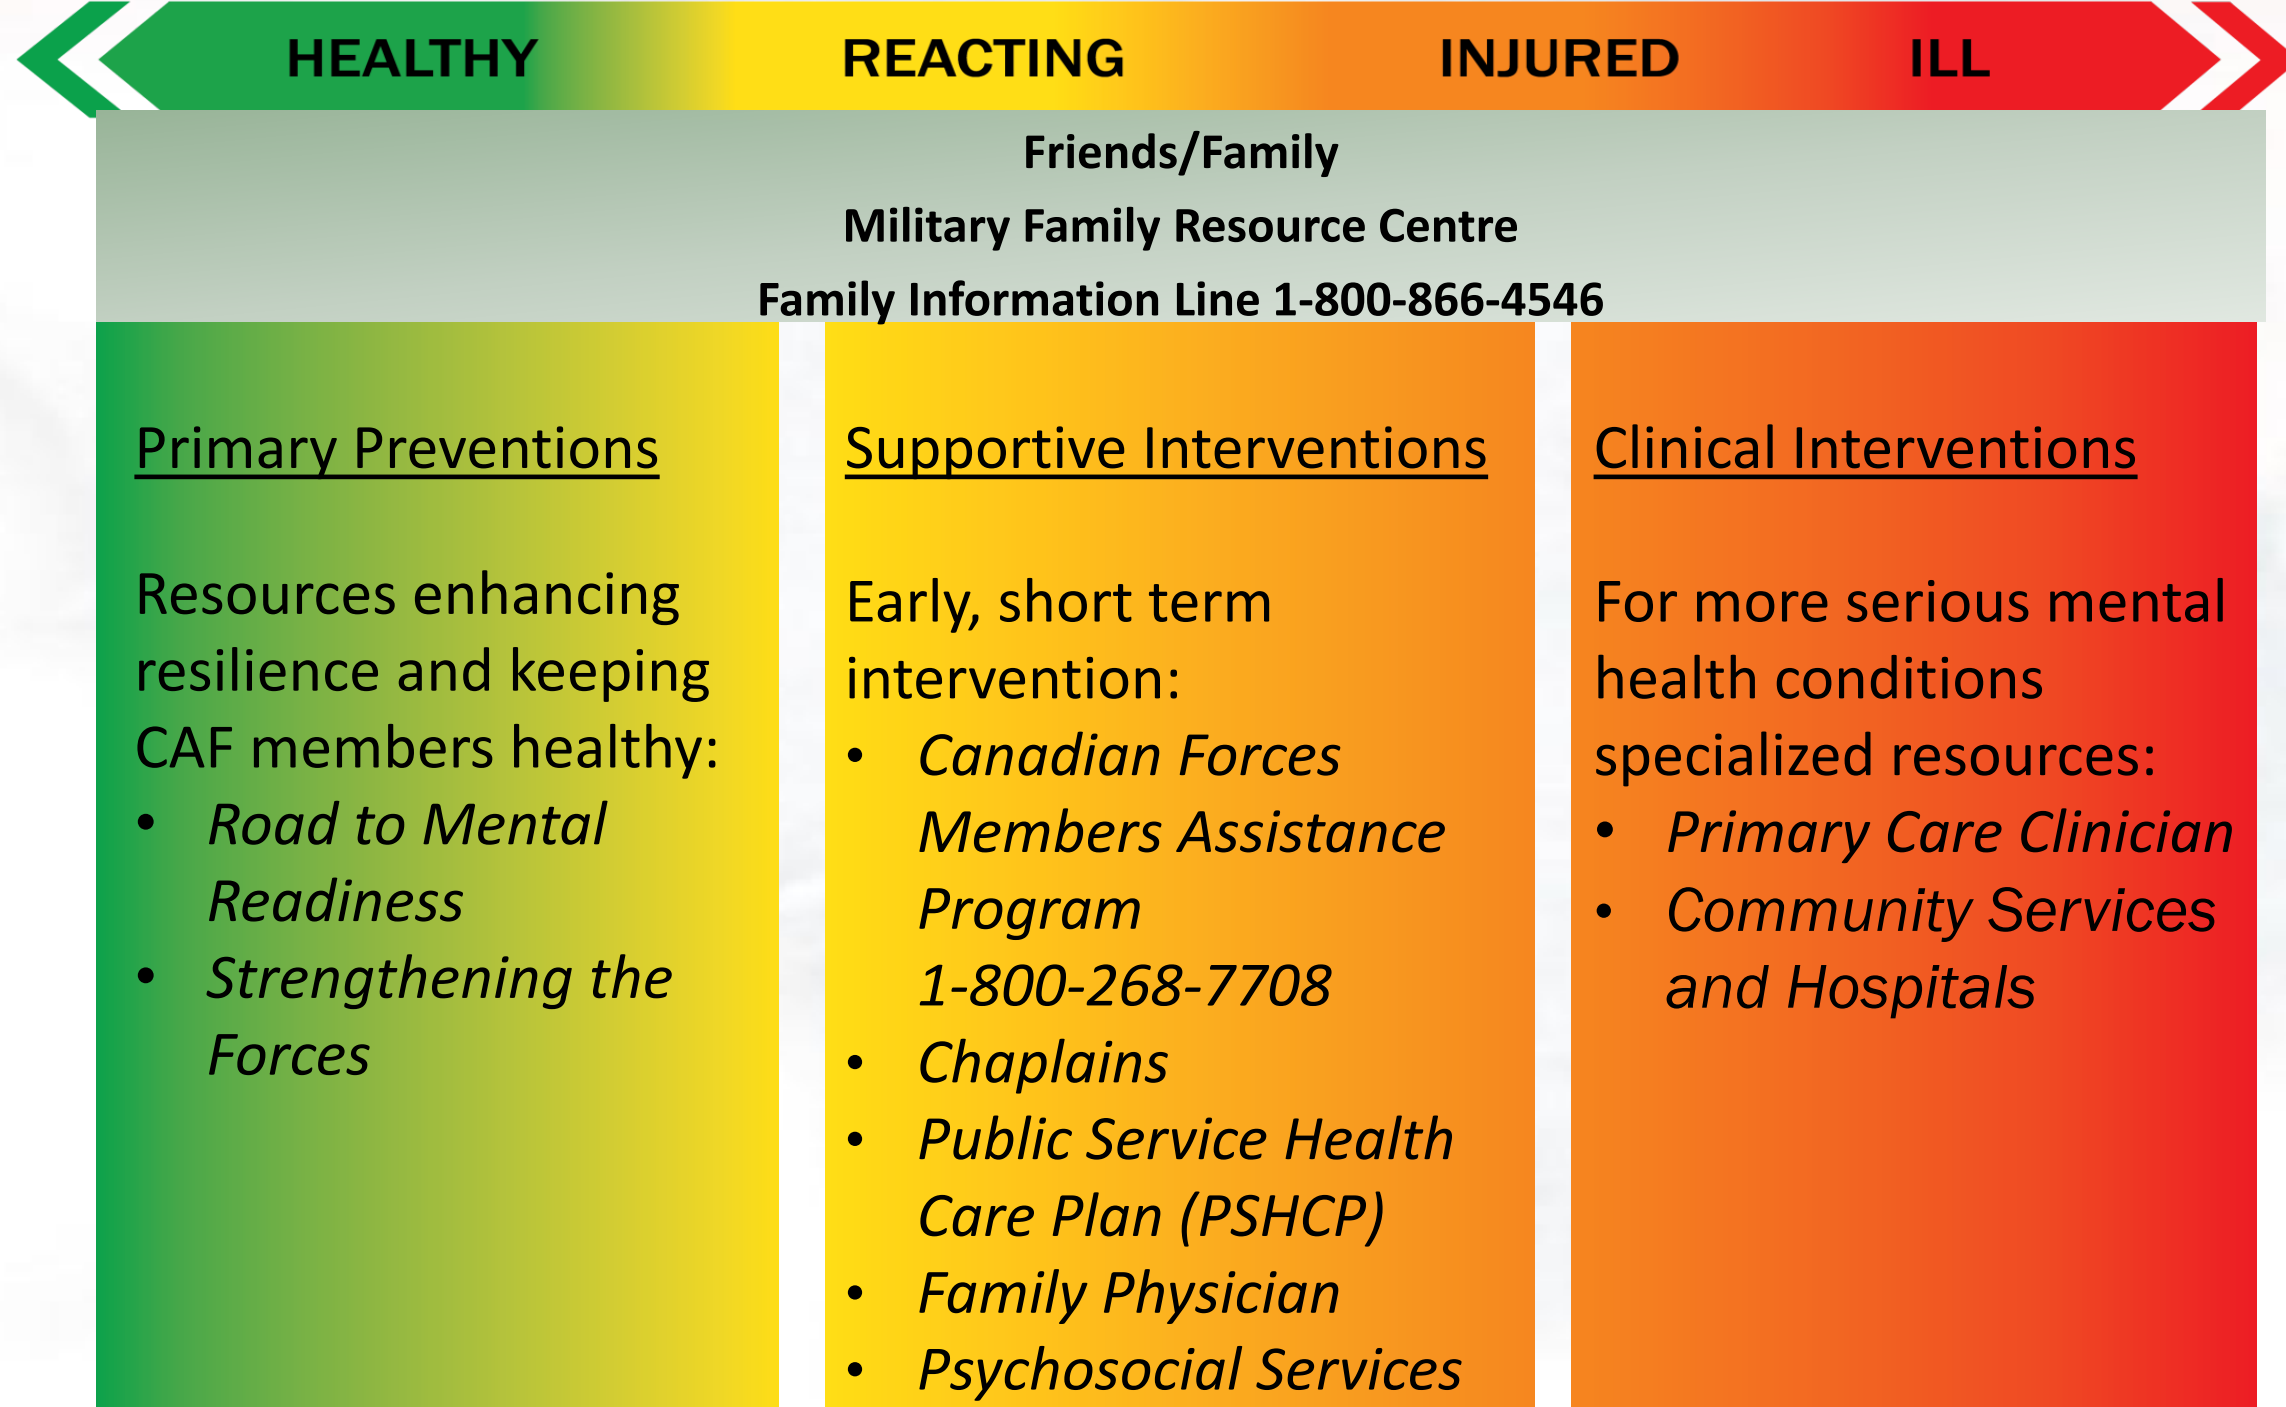 HEALTHY REACTING INJURED ILL
Friends/Family
Military Family Resource Centre
Family Information Line 1-800-866-4546
Primary Preventions
Resources enhancing
resilience and keeping
CAF members healthy:
• Road to Mental
Readiness
• Strengthening the
Forces
Supportive Interventions
Early, short term
intervention:
• Canadian Forces
Members Assistance
Program
1-800-268-7708
• Chaplains
• Public Service Health
Care Plan (PSHCP)
• Family Physician
• Psychosocial Services
Clinical Interventions
For more serious mental
health conditions
specialized resources:
• Primary Care Clinician
• Community Services
and Hospitals